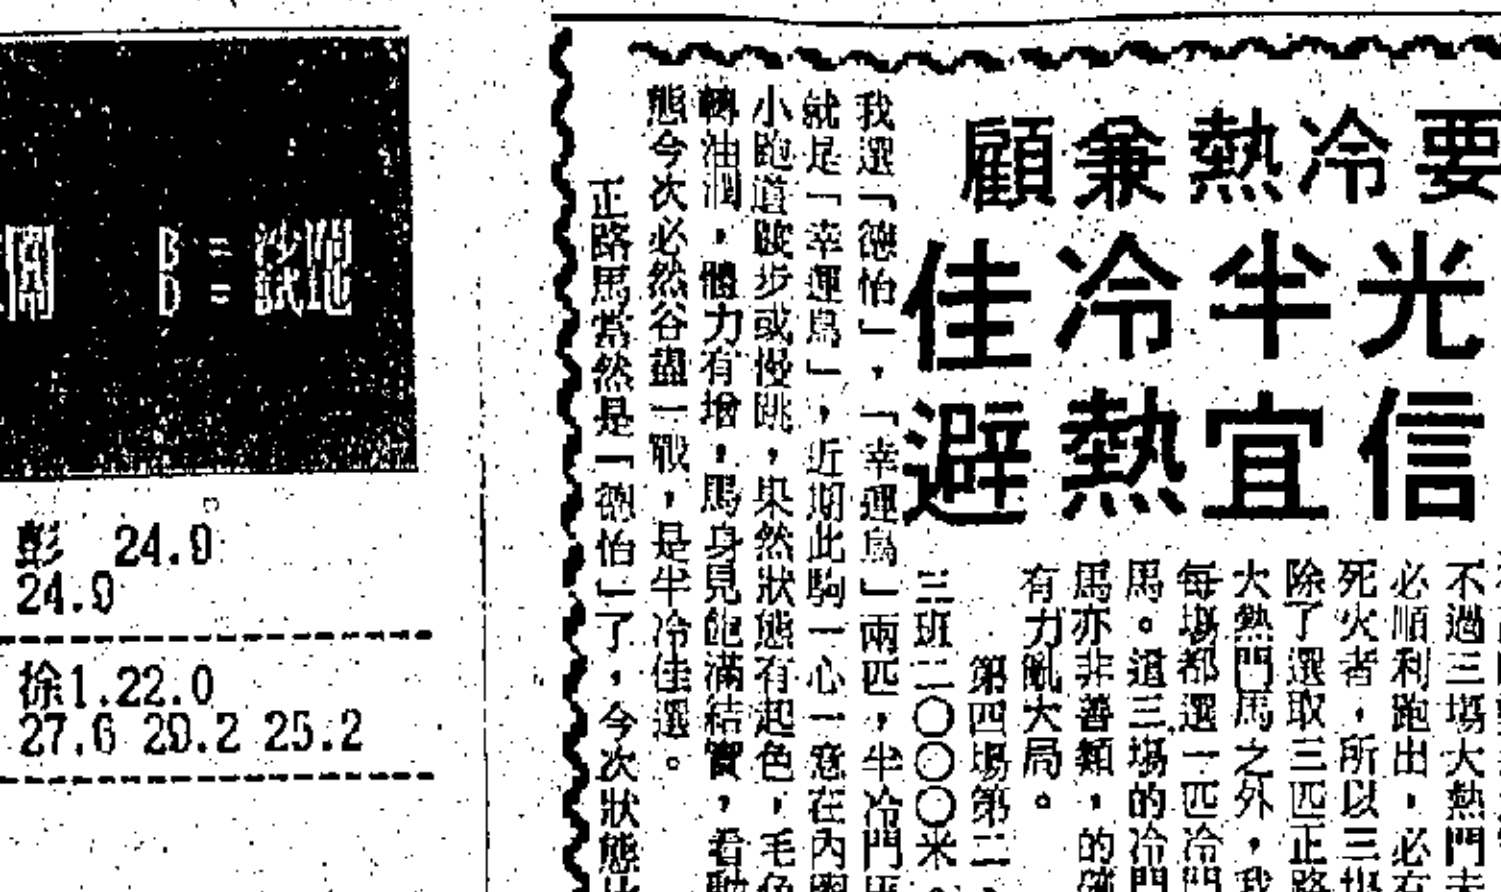 要冷熱兼顧
光半冷佳
信宜熱避
不過三場大熱門
必順利跑出，必有
死火者，所以三場
除了選取三匹正路
大熱門馬之外，我
每場都選一匹冷門
馬。這三場的冷門
馬亦非善類，的確
有力亂大局。
第四場第二、
三班二〇〇〇米。
我選「德怡」，「幸運鳥」兩匹，半冷門馬
就是「幸運鳥」，近期此駒一心一意在內圈
小跑道踱步或慢跳，果然狀態有起色，毛色
轉油潤，體力有增，馬身見飽滿結實，看動
態今次必然谷盡一戰，是半冷佳選。
正路馬當然是「德怡」了，今次狀態比
閘 B =
彭 24.9
24.9
徐1.22.0
27.6 29.2 25.2